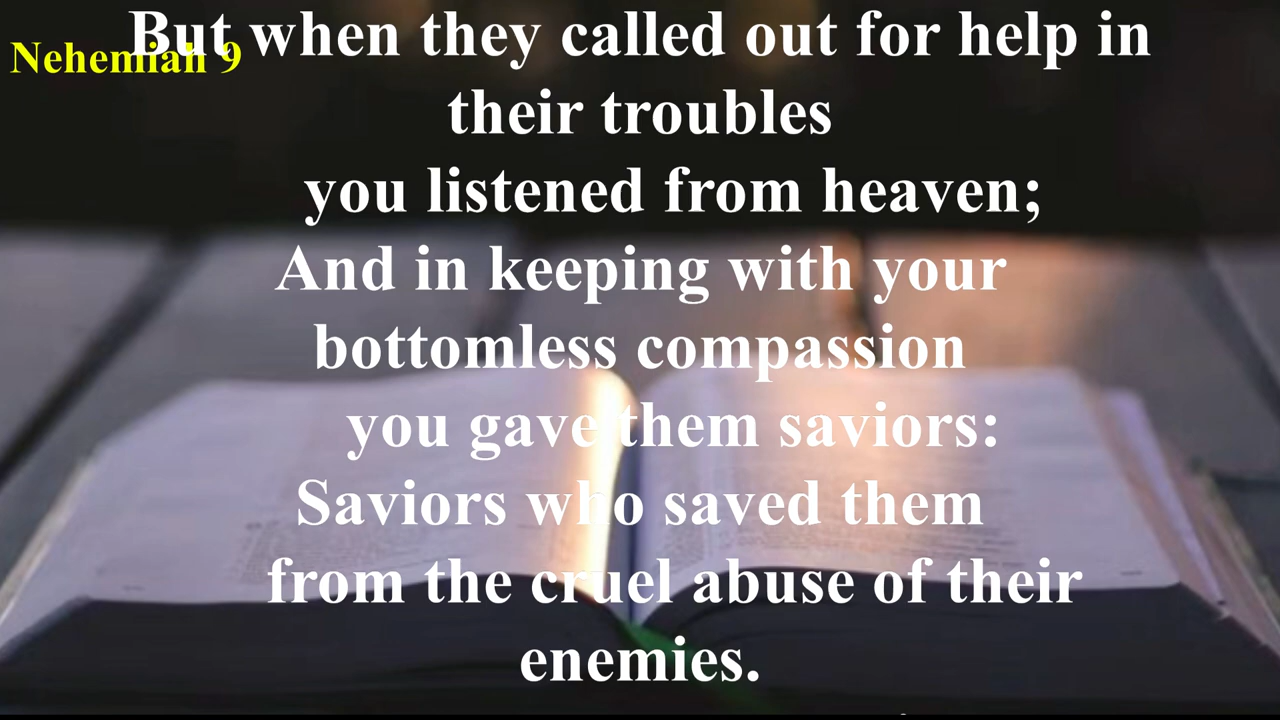 Nehemiah 9
But when they called out for help in
their troubles
you listened from heaven;
And in keeping with your
bottomless compassion
you gave them saviors:
Saviors who saved them
from the cruel abuse of their
enemies.